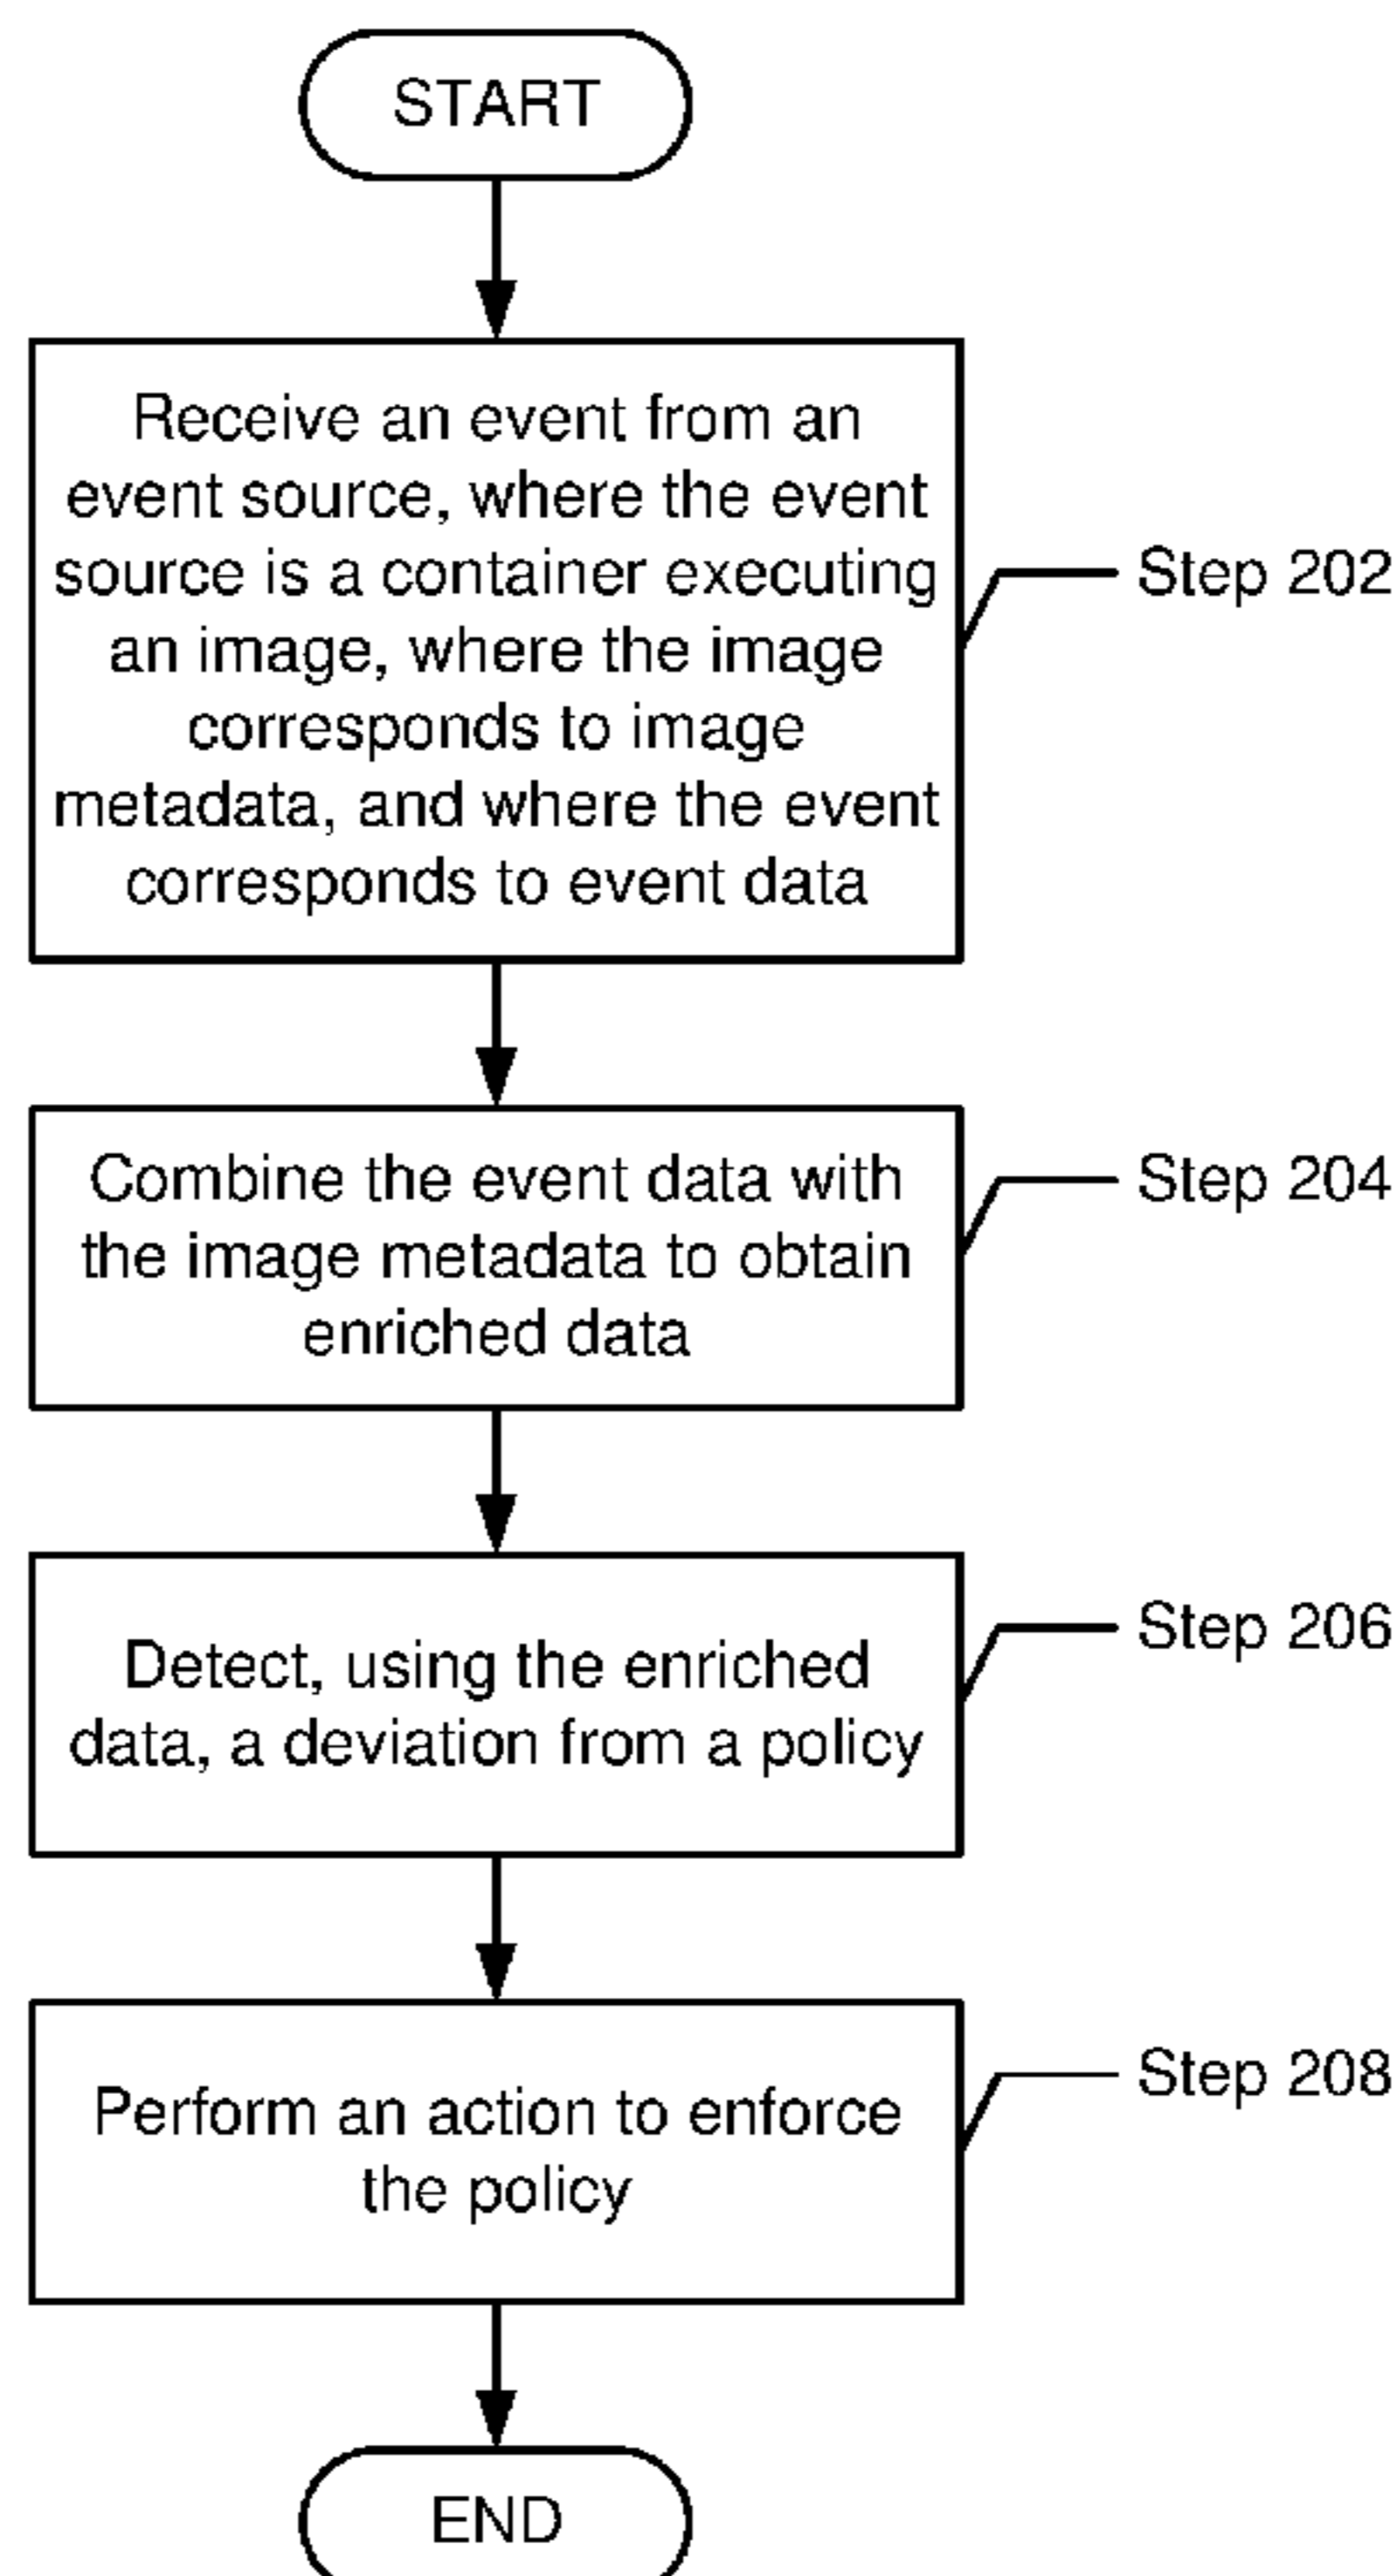 START
Receive an event from an
event source, where the event
source is a container executing
an image, where the image
corresponds to image
metadata, and where the event
corresponds to event data
Step 202
Combine the event data with
the image metadata to obtain
enriched data
Step 204
Detect, using the enriched
data, a deviation from a policy
Step 206
Perform an action to enforce
the policy
Step 208
END